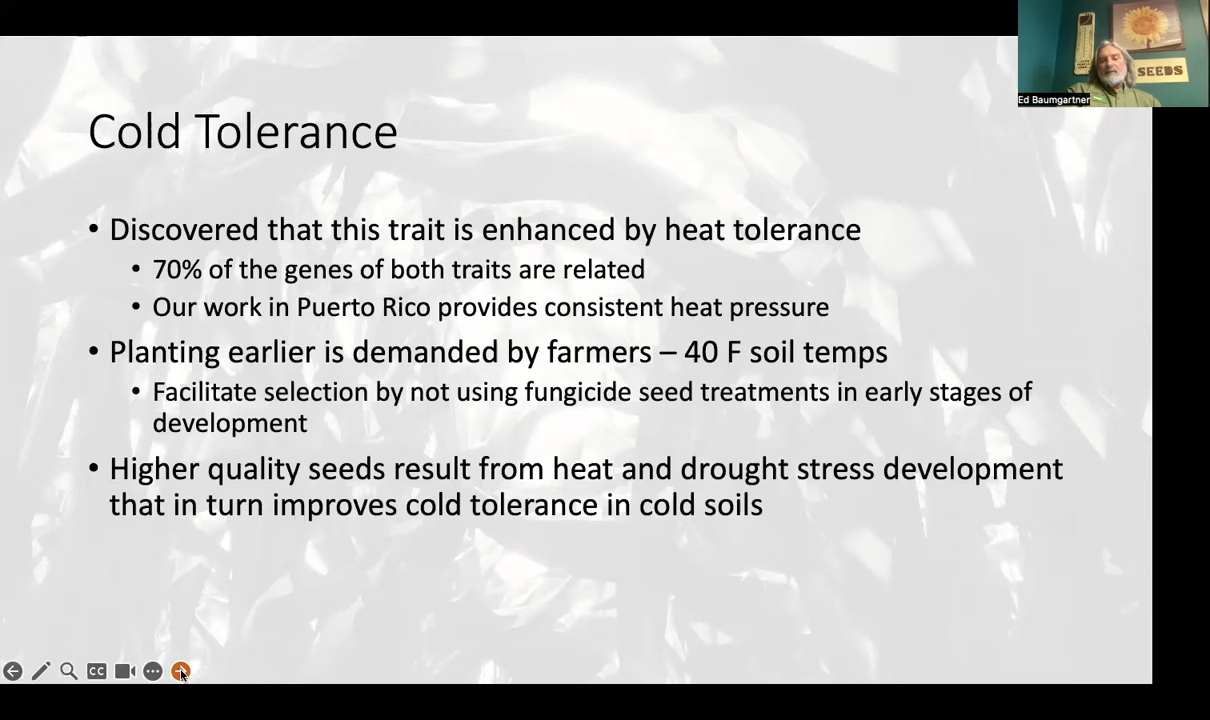 Cold Tolerance
• Discovered that this trait is enhanced by heat tolerance
• 70% of the genes of both traits are related
• Our work in Puerto Rico provides consistent heat pressure
• Planting earlier is demanded by farmers – 40 F soil temps
• Facilitate selection by not using fungicide seed treatments in early stages of
development
• Higher quality seeds result from heat and drought stress development
that in turn improves cold tolerance in cold soils
SEEDS
Ed Baumgartner
CC